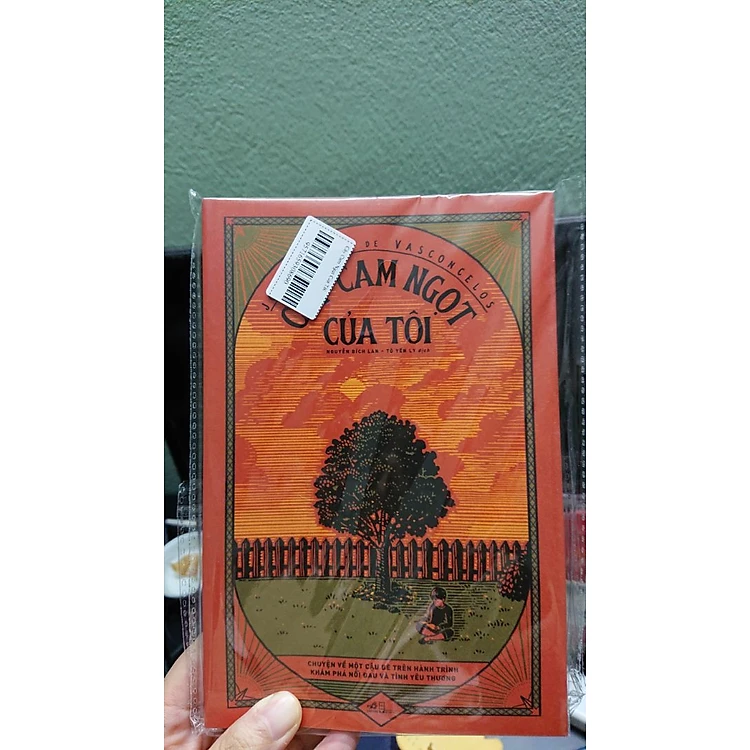 J DE VASCONCELOS
C CAM NGỌT
CỦA TÔI
NGUYỄN BÍCH LAN - TÔ YẾN LY DỊCH
CHUYỆN VỀ MỘT CẬU BÉ TRÊN HÀNH TRÌNH
KHÁM PHÁ NỖI ĐAU VÀ TÌNH YÊU THƯƠNG